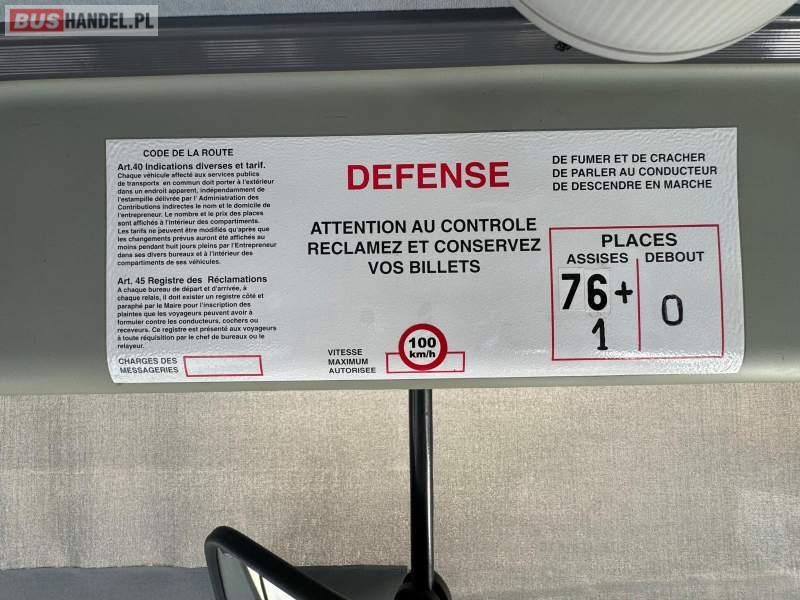 BUSHANDEL.PL
CODE DE LA ROUTE
Art.40 Indications diverses et tarif.
Chaque véhicule affecté aux services publics
de transports en commun doit porter à l'extérieur
dans un endroit apparent, indépendamment de
l'estampille délivrée par l' Administration des
Contributions indirectes le nom et le domicile de
l'entrepreneur. Le nombre et le prix des places
sont affichés à l'intérieur des compartiments.
Les tarifs ne peuvent être modifiés qu'après que
les changements prévus auront été affichés au
moins pendant huit jours pleins par l'Entrepreneur
dans ses divers bureaux et à l'intérieur des
compartiments de ses véhicules.
Art. 45 Registre des Réclamations
A chaque bureau de départ et d'arrivée, à
chaque relais, il doit exister un registre côté et
paraphé par le Maire pour l'inscription des
plaintes que les voyageurs peuvent avoir à
formuler contre les conducteurs, cochers ou
receveurs. Ce registre est présenté aux voyageurs
à toute réquisition par le chef de bureau ou le
relayeur.
CHARGES DES
MESSAGERIES
DEFENSE
DE FUMER ET DE CRACHER
DE PARLER AU CONDUCTEUR
DE DESCENDRE EN MARCHE
ATTENTION AU CONTROLE
RECLAMEZ ET CONSERVEZ
VOS BILLETS
VITESSE
MAXIMUM
AUTORISEE
100
km/h
PLACES
ASSISES DEBOUT
76+ 0
1